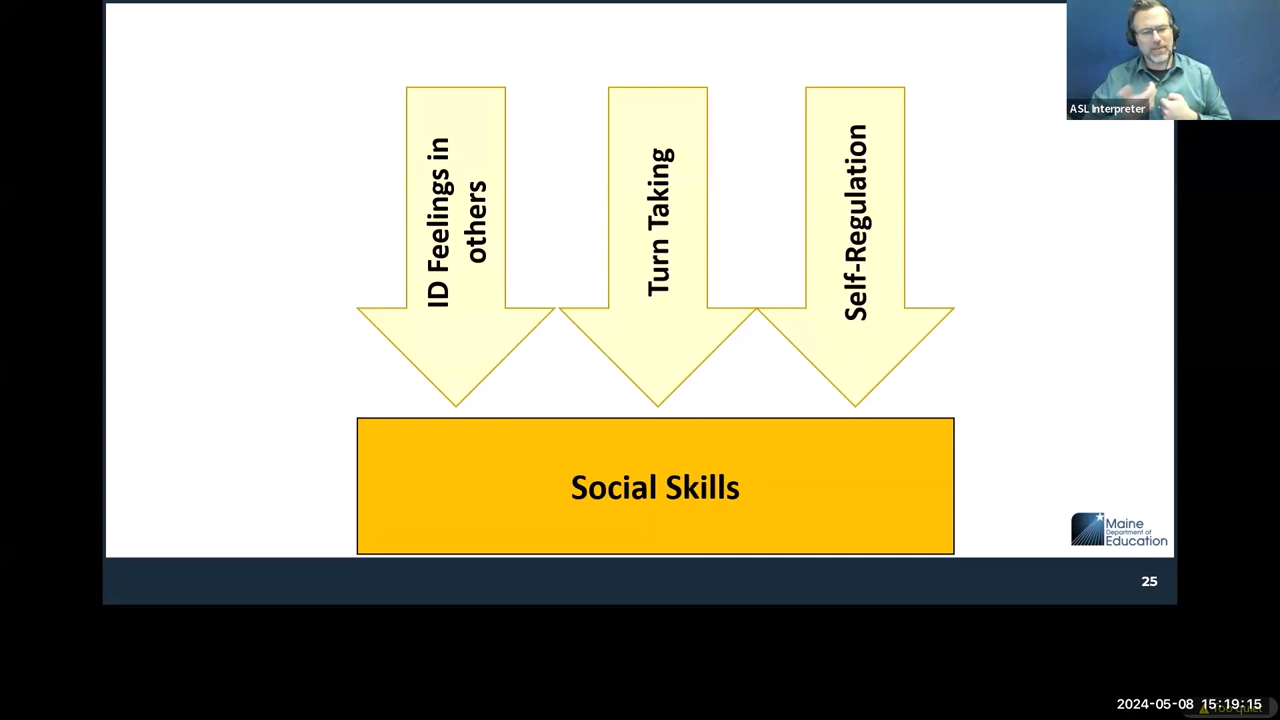 ASL Interpreter
ID Feelings in
others
Turn Taking
Self-Regulation
Social Skills
Maine
Department of
Education
25
2024-05-08 15:19:15